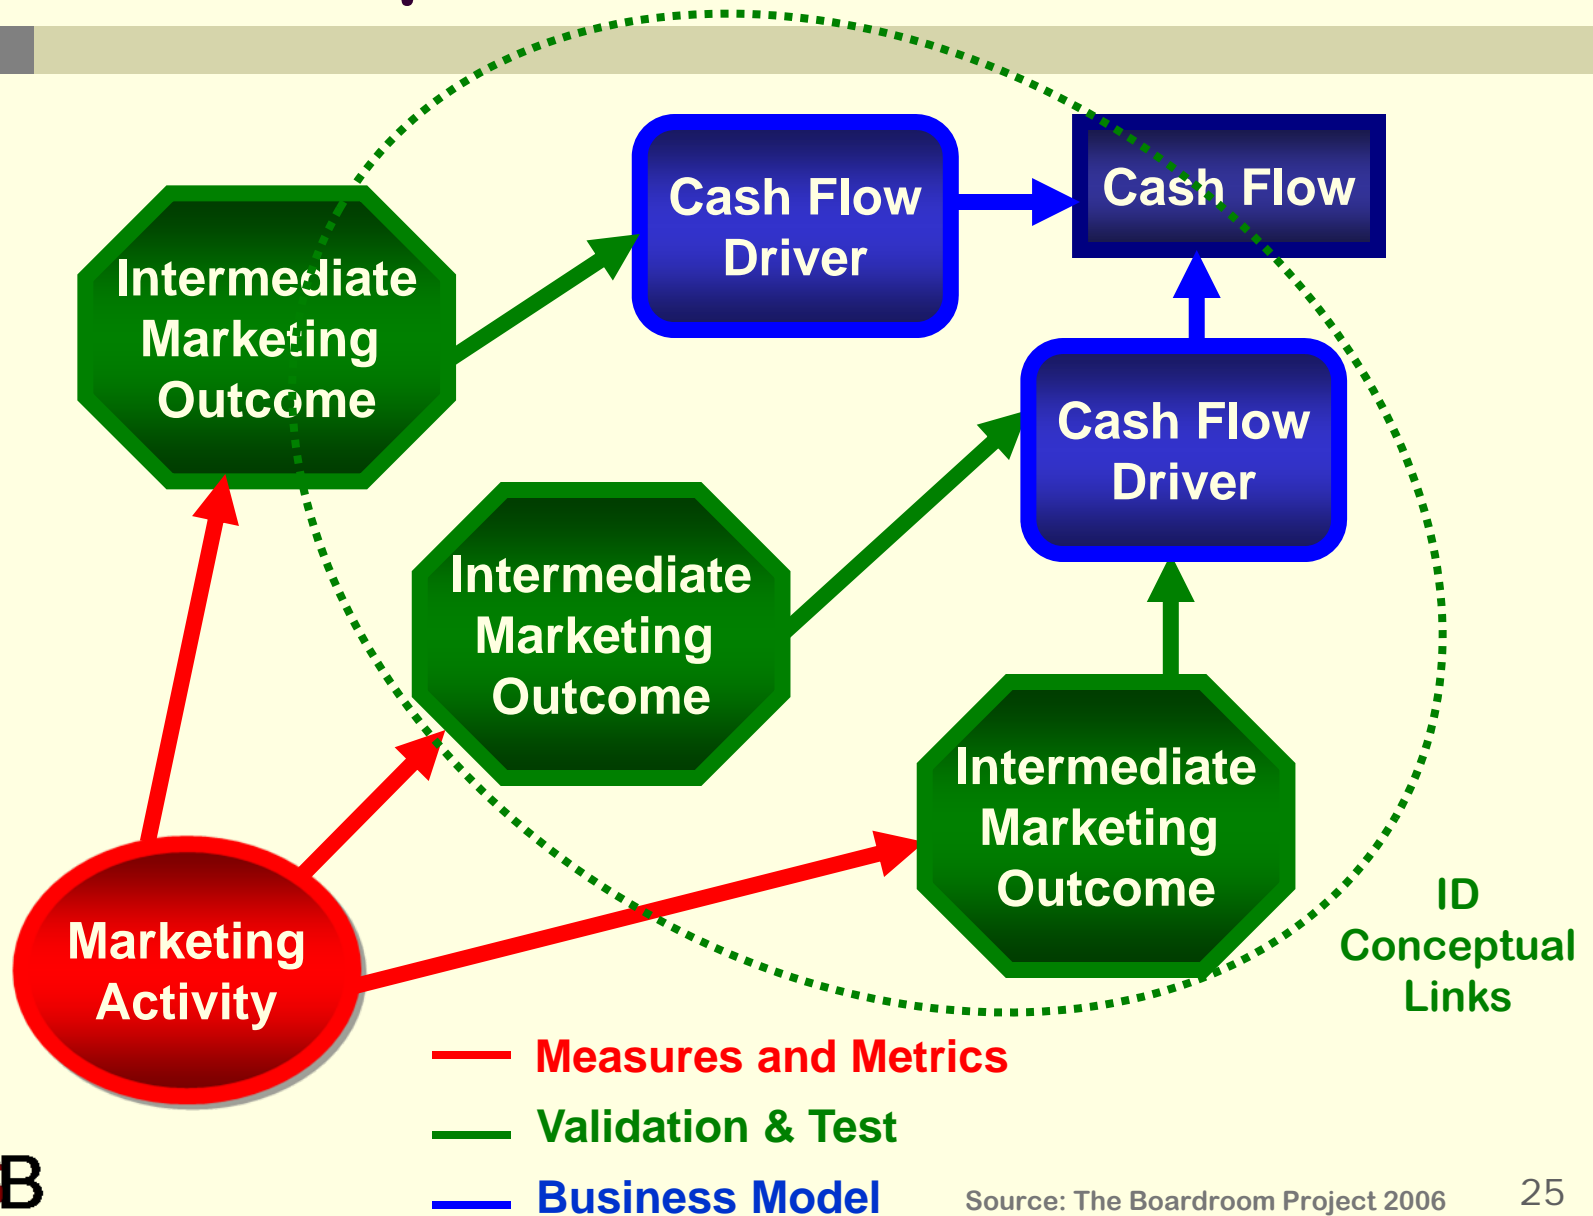 Cash Flow
Driver
Cash Flow
Intermediate
Marketing
Outcome
Cash Flow
Driver
Intermediate
Marketing
Outcome
Intermediate
Marketing
Outcome
ID
Conceptual
Links
Marketing
Activity
Measures and Metrics
Validation & Test
Business Model
B
Source: The Boardroom Project 2006
25